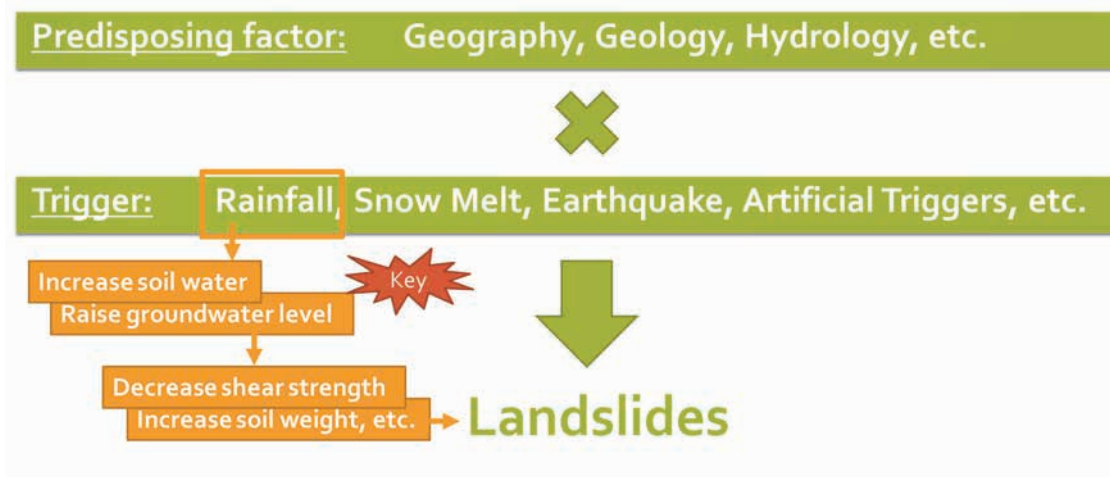 Predisposing factor: Geography, Geology, Hydrology, etc.
Trigger: Rainfall, Snow Melt, Earthquake, Artificial Triggers, etc.
Increase soil water
Key
Raise groundwater level
Decrease shear strength
Increase soil weight, etc.
Landslides